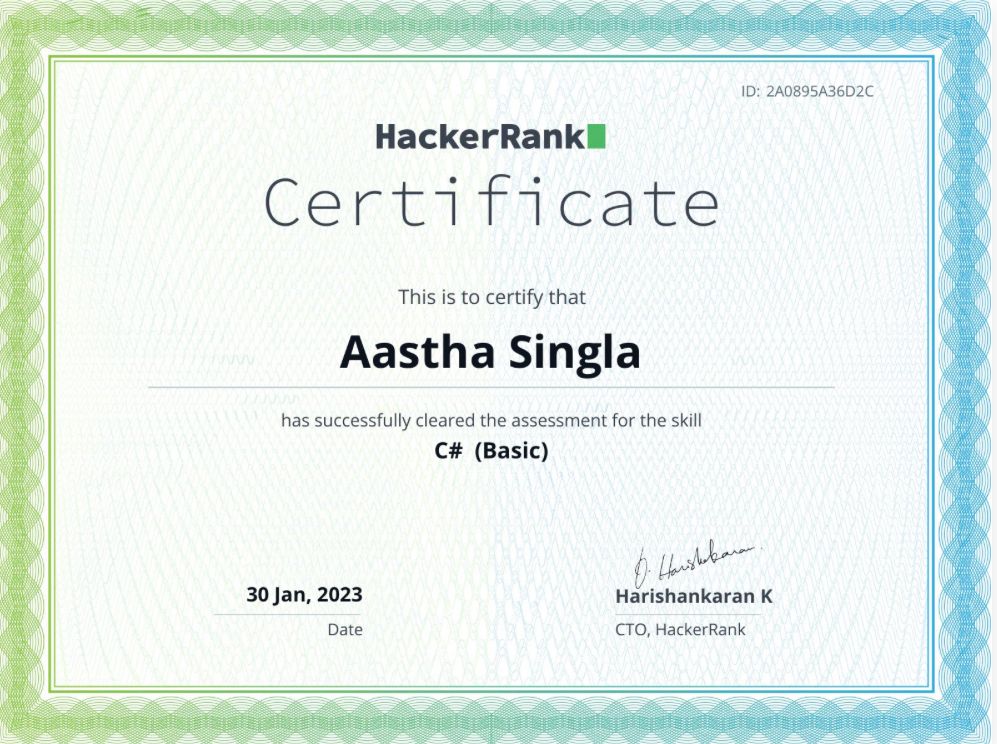 ID: 2A0895A36D2C
HackerRank
Certificate
This is to certify that
Aastha Singla
has successfully cleared the assessment for the skill
C# (Basic)
30 Jan, 2023
Date
Harishankaran K
CTO, HackerRank